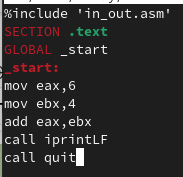 %include 'in_out.asm'
SECTION .text
GLOBAL _start
_start:
mov eax,6
mov ebx,4
add eax,ebx
call iprintLF
call quit